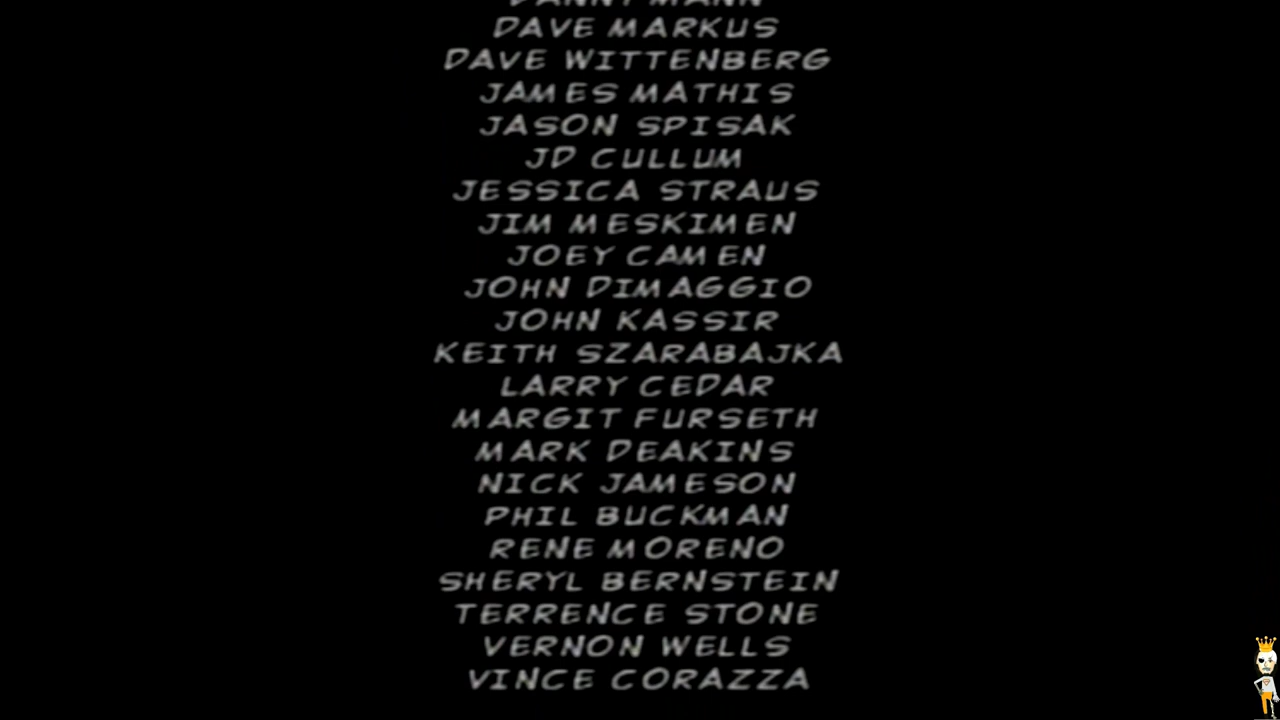 DANNY MANN
DAVE MARKUS
DAVE WITTENBERG
JAMES MATHIS
JASON SPISAK
JD CULLUM
JESSICA STRAUS
JIM MESKIMEN
JOEY CAMEN
JOHN DIMAGGIO
JOHN KASSIR
KEITH SZARABAJKA
LARRY CEDAR
MARGIT FURSETH
MARK DEAKINS
NICK JAMESON
PHIL BUCKMAN
RENE MORENO
SHERYL BERNSTEIN
TERRENCE STONE
VERNON WELLS
VINCE CORAZZA